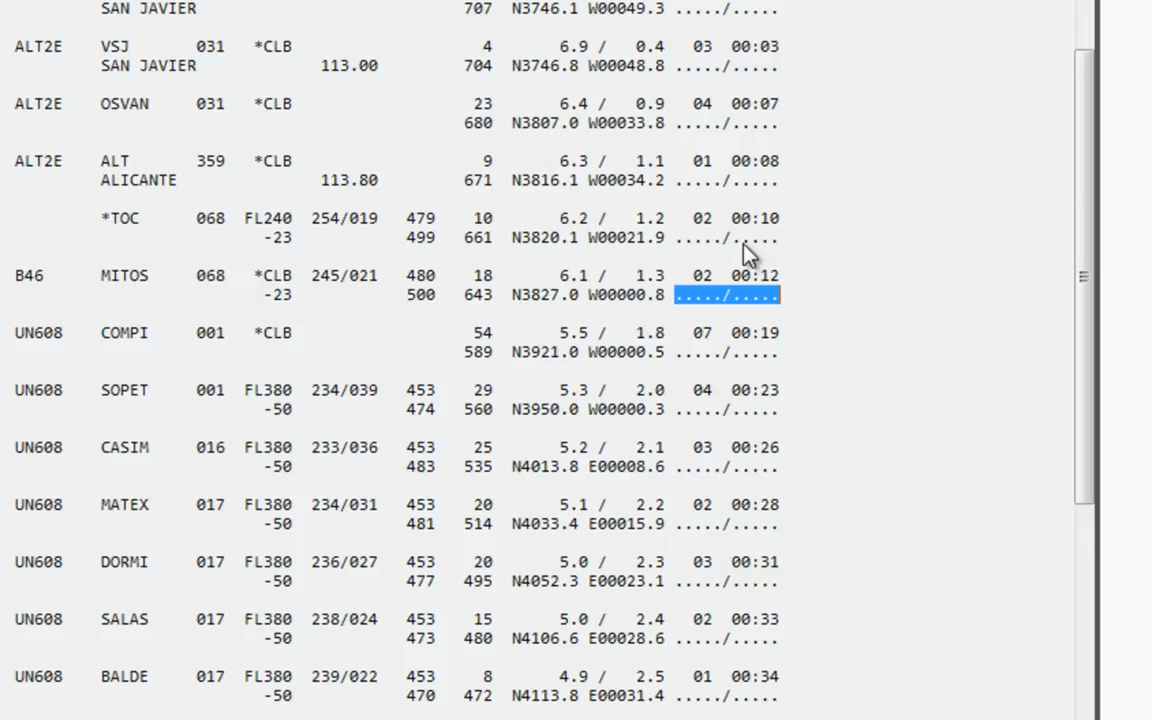 SAN JAVIER 707 N3746.1 W00049.3 ...../.....
ALT2E VSJ 031 *CLB 4 6.9 / 0.4 03 00:03
SAN JAVIER 113.00 704 N3746.8 W00048.8 ...../.....
ALT2E OSVAN 031 *CLB 23 6.4 / 0.9 04 00:07
680 N3807.0 W00033.8 ...../.....
ALT2E ALT 359 *CLB 9 6.3 / 1.1 01 00:08
ALICANTE 113.80 671 N3816.1 W00034.2 ...../.....
*TOC 068 FL240 254/019 479 10 6.2 / 1.2 02 00:10
-23 499 661 N3820.1 W00021.9 ...../.....
B46 MITOS 068 *CLB 245/021 480 18 6.1 / 1.3 02 00:12
-23 500 643 N3827.0 W00000.8 ...../.....
UN608 COMPI 001 *CLB 54 5.5 / 1.8 07 00:19
589 N3921.0 W00000.5 ...../.....
UN608 SOPET 001 FL380 234/039 453 29 5.3 / 2.0 04 00:23
-50 474 560 N3950.0 W00000.3 ...../.....
UN608 CASIM 016 FL380 233/036 453 25 5.2 / 2.1 03 00:26
-50 483 535 N4013.8 E00008.6 ...../.....
UN608 MATEX 017 FL380 234/031 453 20 5.1 / 2.2 02 00:28
-50 481 514 N4033.4 E00015.9 ...../.....
UN608 DORMI 017 FL380 236/027 453 20 5.0 / 2.3 03 00:31
-50 477 495 N4052.3 E00023.1 ...../.....
UN608 SALAS 017 FL380 238/024 453 15 5.0 / 2.4 02 00:33
-50 473 480 N4106.6 E00028.6 ...../.....
UN608 BALDE 017 FL380 239/022 453 8 4.9 / 2.5 01 00:34
-50 470 472 N4113.8 E00031.4 ...../.....